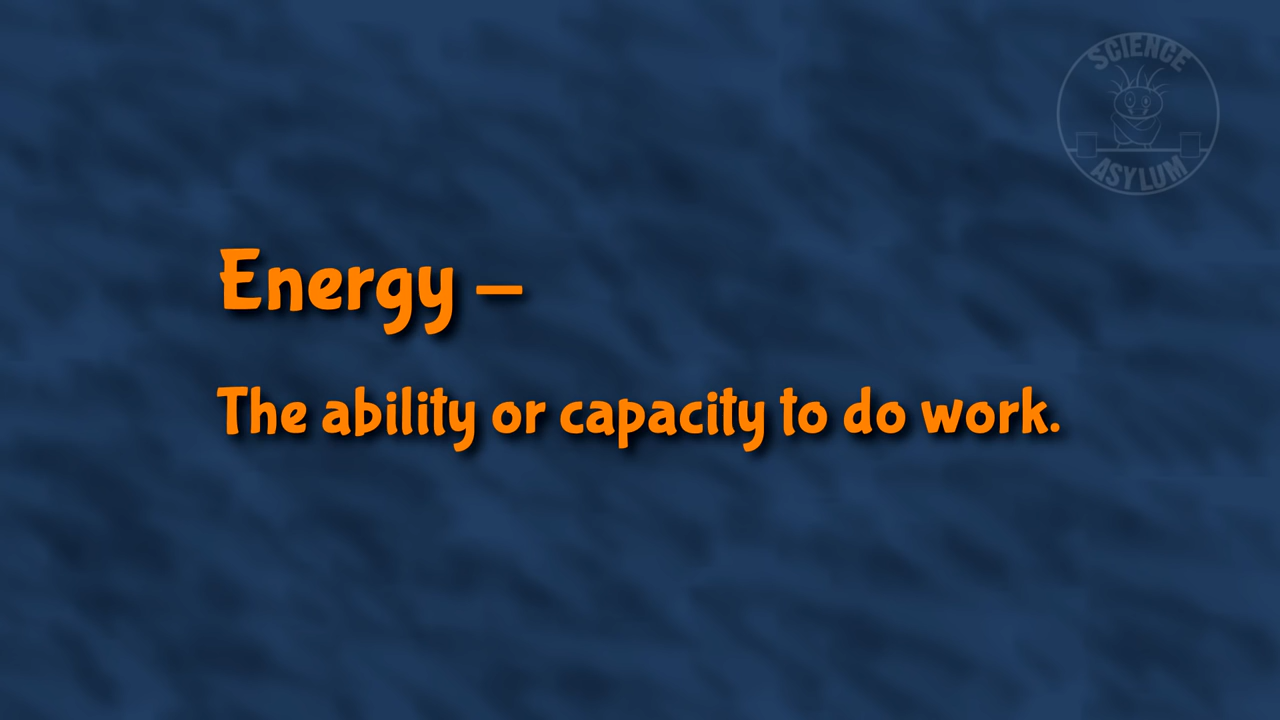 SCIENCE
ASYLUM
Energy –
The ability or capacity to do work.